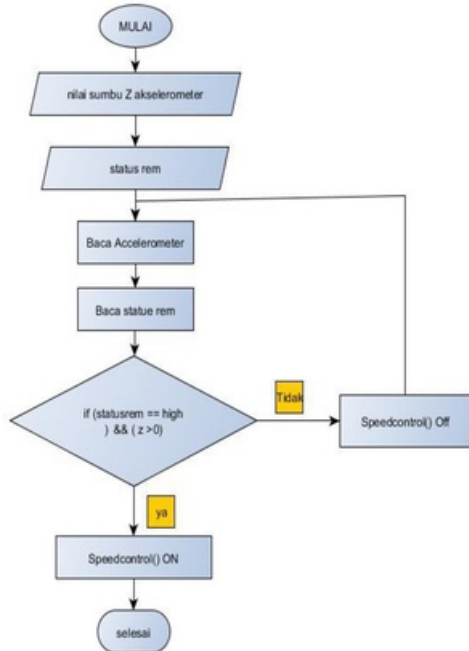 MULAI
nilai sumbu Z akselerometer
status rem
Baca Accelerometer
Baca statue rem
if (statusrem == high
) && ( z >0)
Tidak
Speedcontrol() Off
ya
Speedcontrol() ON
selesai